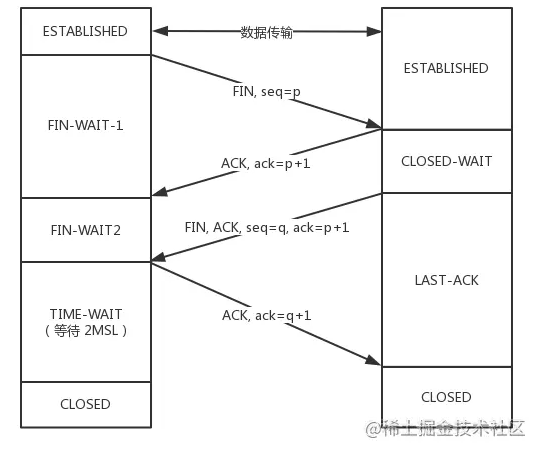 ESTABLISHED
数据传输
ESTABLISHED
FIN, seq=p
FIN-WAIT-1
ACK, ack=p+1
CLOSED-WAIT
FIN-WAIT2
FIN, ACK, seq=q, ack=p+1
LAST-ACK
TIME-WAIT
（等待 2MSL）
ACK, ack=q+1
CLOSED
CLOSED
@稀土掘金技术社区